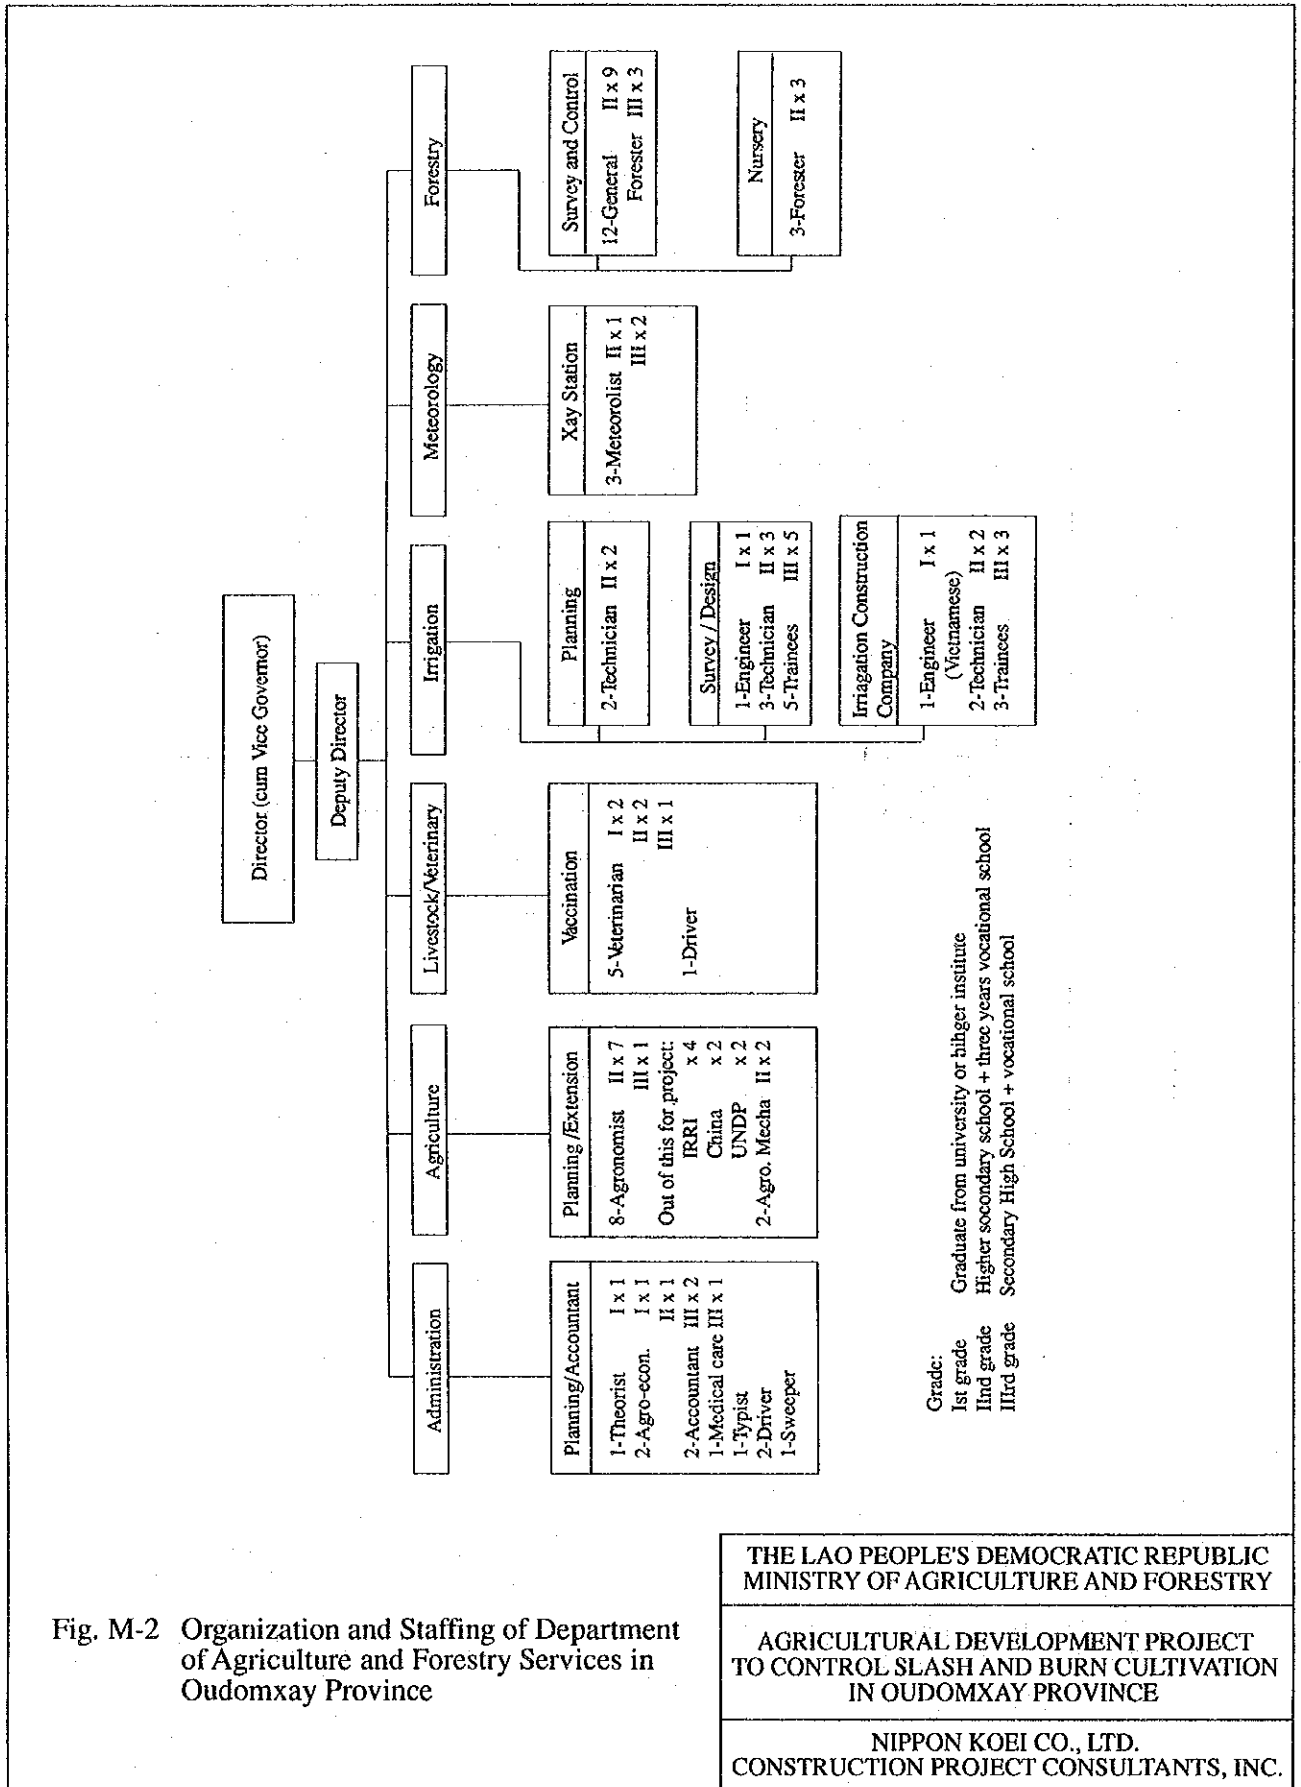 Director (cum Vice Governor)
Deputy Director
Administration
Planning/Accountant
1-Theorist I x 1
2-Agro-econ. I x 1
II x 1
2-Accountant III x 2
1-Medical care III x 1
1-Typist
2-Driver
1-Sweeper
Agriculture
Planning /Extension
8-Agronomist II x 7
III x 1
Out of this for project:
IRRI x 4
China x 2
UNDP x 2
2-Agro. Mecha II x 2
Livestock/Veterinary
Vaccination
5-Veterinarian I x 2
II x 2
III x 1
1-Driver
Irrigation
Planning
2-Technician II x 2
Survey / Design
1-Engineer I x 1
3-Technician II x 3
5-Trainees III x 5
Irriagation Construction
Company
1-Engineer I x 1
(Vietnamese)
2-Technician II x 2
3-Trainees III x 3
Meteorology
Xay Station
3-Meteorolist II x 1
III x 2
Forestry
Survey and Control
12-General II x 9
Forester III x 3
Nursery
3-Forester II x 3
Grade:
Ist grade Graduate from university or bihger institute
IInd grade Higher socondary school + three years vocational school
IIIrd grade Secondary High School + vocational school
Fig. M-2 Organization and Staffing of Department
of Agriculture and Forestry Services in
Oudomxay Province
THE LAO PEOPLE'S DEMOCRATIC REPUBLIC
MINISTRY OF AGRICULTURE AND FORESTRY
AGRICULTURAL DEVELOPMENT PROJECT
TO CONTROL SLASH AND BURN CULTIVATION
IN OUDOMXAY PROVINCE
NIPPON KOEI CO., LTD.
CONSTRUCTION PROJECT CONSULTANTS, INC.